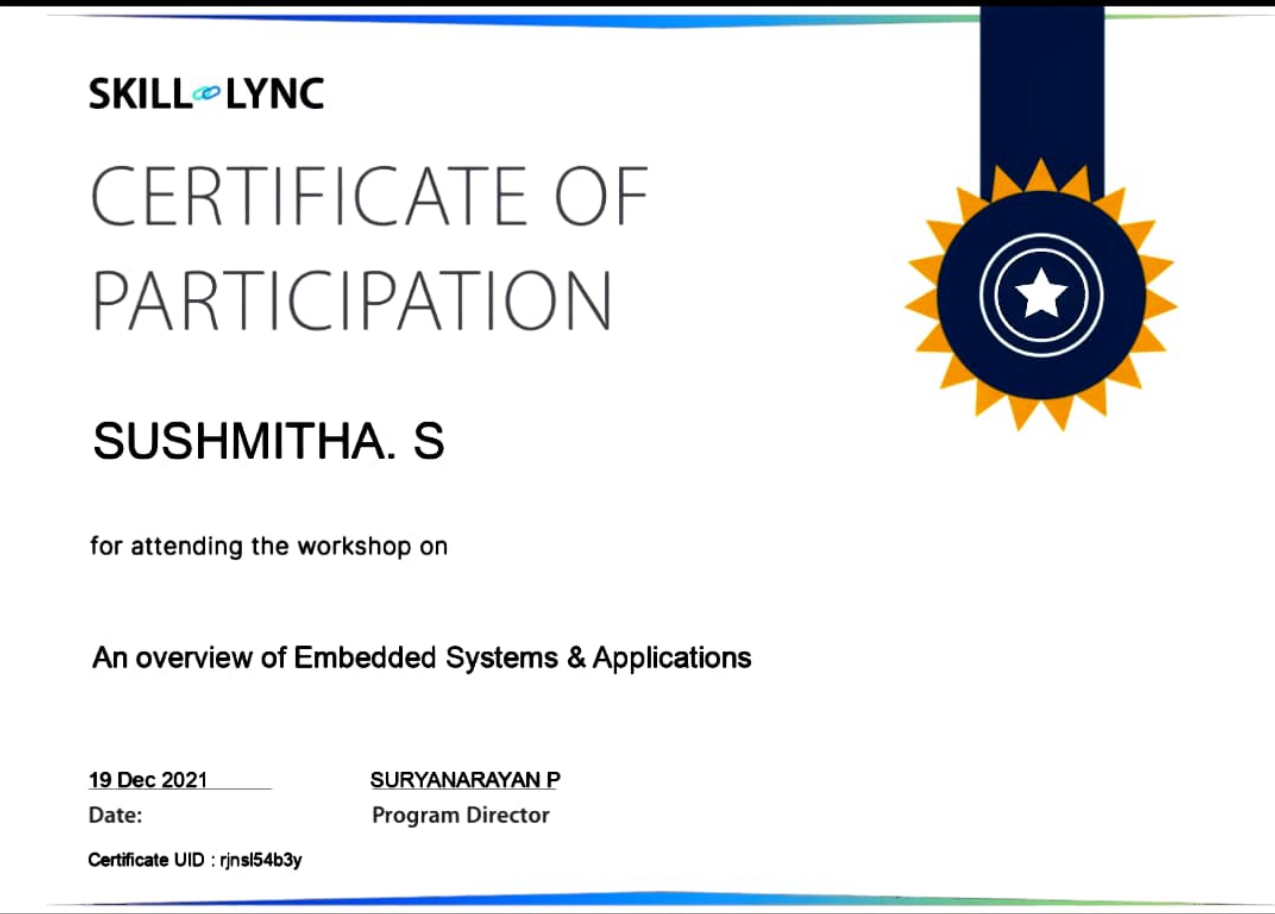 SKILL LYNC
CERTIFICATE OF
PARTICIPATION
SUSHMITHA. S
for attending the workshop on
An overview of Embedded Systems & Applications
19 Dec 2021 SURYANARAYAN P
Date: Program Director
Certificate UID : rjnsl54b3y